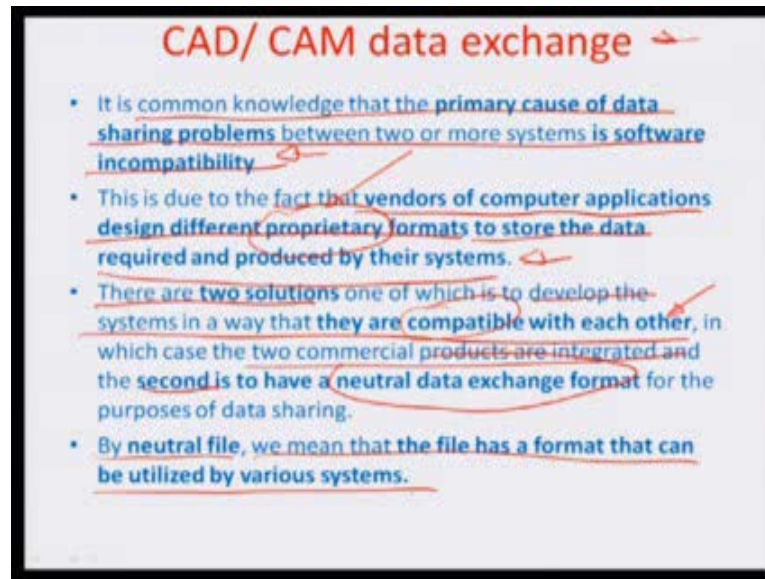 CAD/ CAM data exchange
• It is common knowledge that the primary cause of data
sharing problems between two or more systems is software
incompatibility
• This is due to the fact that vendors of computer applications
design different proprietary formats to store the data
required and produced by their systems.
• There are two solutions one of which is to develop the
systems in a way that they are compatible with each other, in
which case the two commercial products are integrated and
the second is to have a neutral data exchange format for the
purposes of data sharing.
• By neutral file, we mean that the file has a format that can
be utilized by various systems.